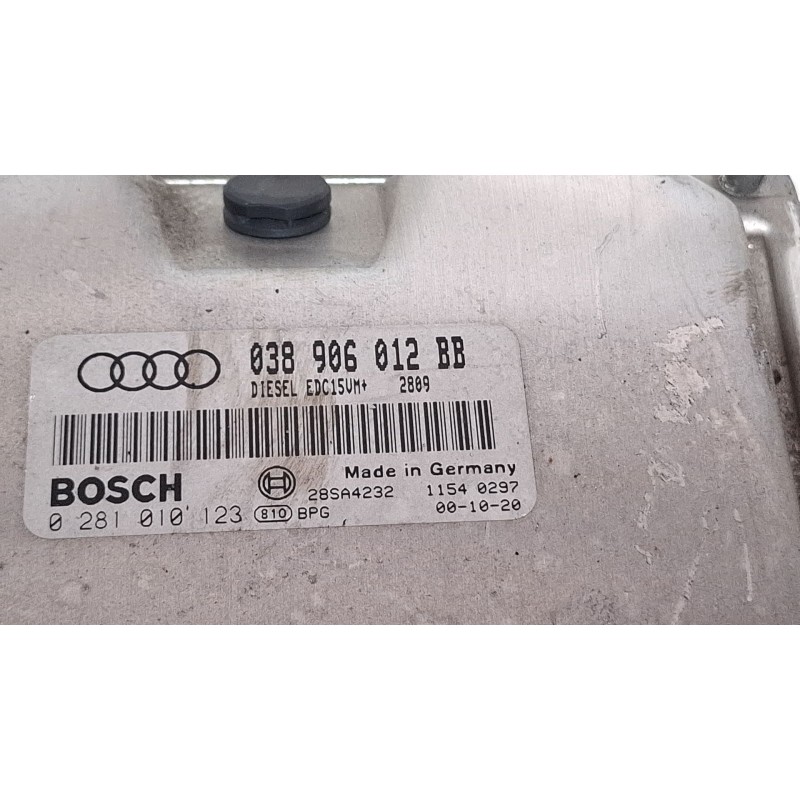 038 906 012 BB
DIESEL EDC15VM+ 2809
BOSCH Made in Germany
28SA4232 1154 0297
0 281 010 123 810 BPG 00-10-20